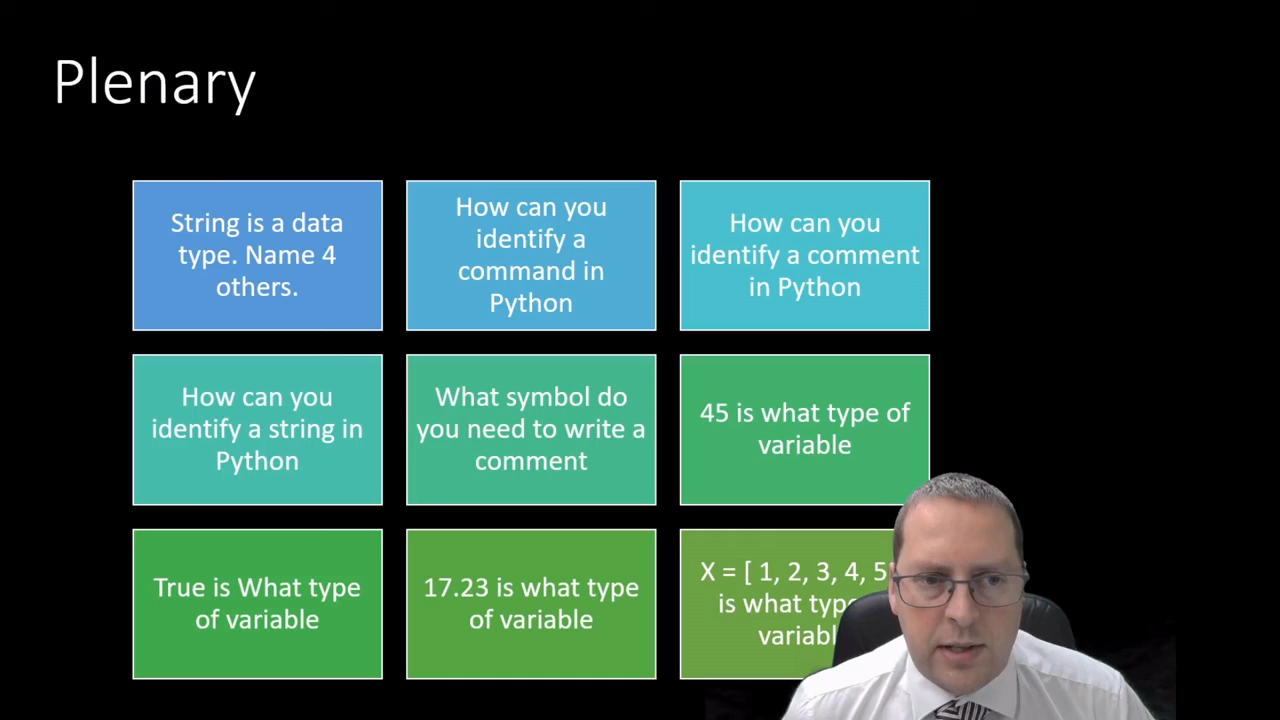 Plenary
String is a data
type. Name 4
others.
How can you
identify a
command in
Python
How can you
identify a comment
in Python
How can you
identify a string in
Python
What symbol do
you need to write a
comment
45 is what type of
variable
True is What type
of variable
17.23 is what type
of variable
X = [ 1, 2, 3, 4, 5
is what